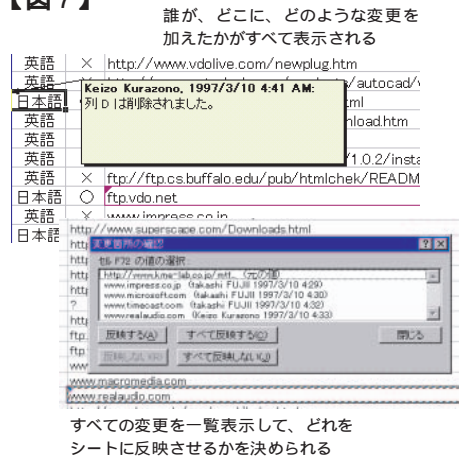 【図7】
誰が、どこに、どのような変更を
加えたかがすべて表示される
英語 × http://www.vdolive.com/newplug.htm
英語 /autocad/
日本語 ml
英語 nload.htm
英語
英語 /1.0.2/insta
英語 × ftp://ftp.cs.buffalo.edu/pub/htmlchek/READM
日本語 ○ ftp.vdo.net
英語 × www.impress.co.jp
日本語
Keizo Kurazono, 1997/3/10 4:41 AM:
列 D は削除されました。
http://www.superscape.com/Downloads.html
変更箇所の確認
セル F72 の値の選択:
(元の値)
www.impress.co.jp (takashi FUJII 1997/3/10 4:29)
www.microsoft.com (takashi FUJII 1997/3/10 4:30)
www.timecast.com (takashi FUJII 1997/3/10 4:32)
www.realaudio.com (Keizo Kurazono 1997/3/10 4:33)
反映する(A) すべて反映する(C) 閉じる
反映しない(R) すべて反映しない(J)
www.macromedia.com
www.realaudio.com
すべての変更を一覧表示して、どれを
シートに反映させるかを決められる